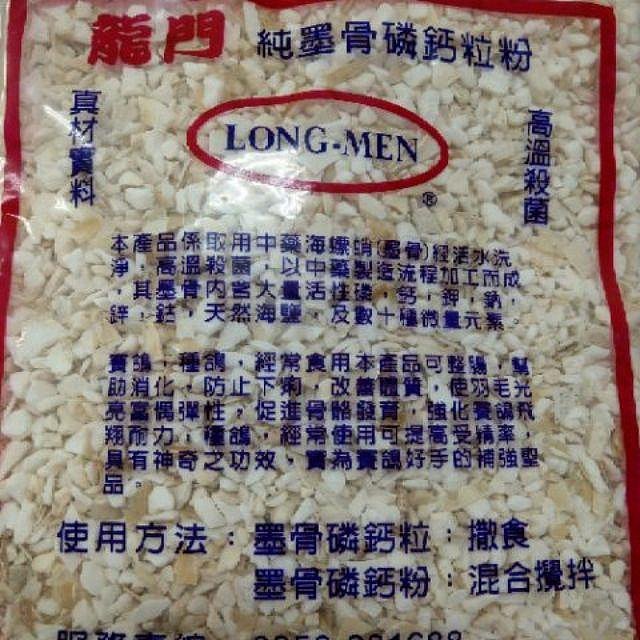 龍門 純墨骨磷鈣粒粉
真材實料
LONG-MEN
®
高溫殺菌
本產品係取用中藥海螵蛸(墨骨)經活水洗
淨,高溫殺菌,以中藥製造流程加工而成
,其墨骨內含大量活性磷,鈣,鉀,鈉,
鋅,鈷,天然海鹽,及數十種微量元素。
賽鴿、種鴿,經常食用本產品可整腸,幫
助消化,防止下痢,改善體質,使羽毛光
亮富偶彈性,促進骨骼發育,強化賽鴿飛
翔耐力,種鴿,經常使用可提高受精率,
具有神奇之功效,實為賽鴿好手的補強聖
品。
使用方法:墨骨磷鈣粒:撒食
墨骨磷鈣粉:混合攪拌